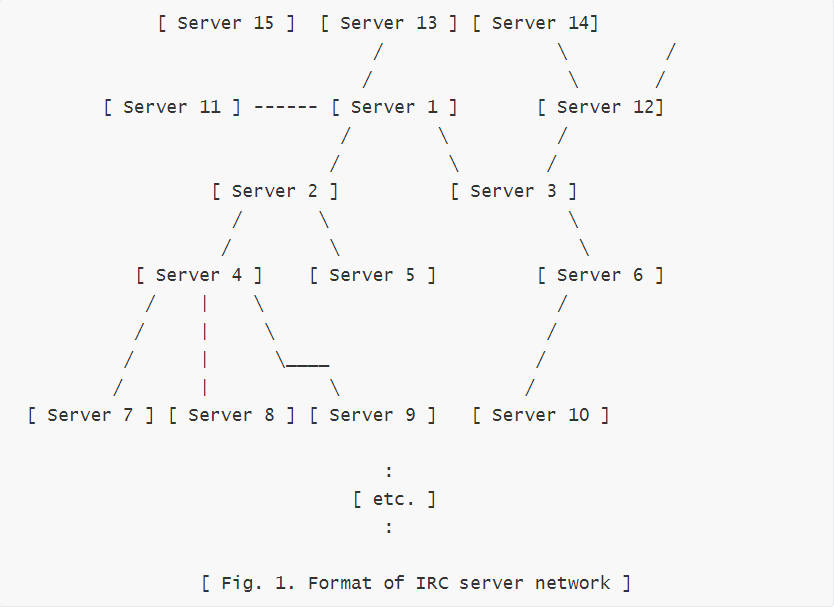 [ Server 15 ] [ Server 13 ] [ Server 14]
/ \ /
/ \ /
[ Server 11 ] ------ [ Server 1 ] [ Server 12]
/ \ /
/ \ /
[ Server 2 ] [ Server 3 ]
/ \ \
/ \ \
[ Server 4 ] [ Server 5 ] [ Server 6 ]
/ | \ /
/ | \ /
/ | \____ /
/ | \ /
[ Server 7 ] [ Server 8 ] [ Server 9 ] [ Server 10 ]
:
[ etc. ]
:
[ Fig. 1. Format of IRC server network ]